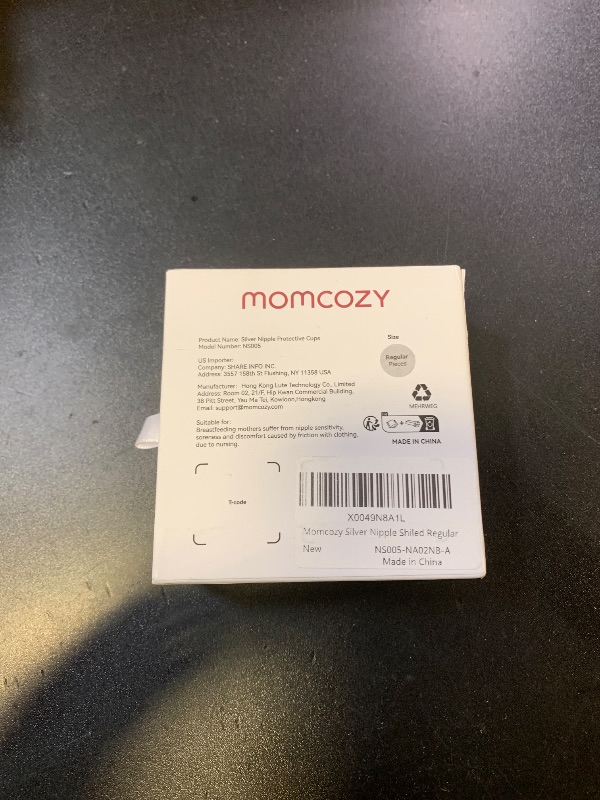 momcozy
Product Name: Silver Nipple Protective Cups
Model Number: NS005
US Importer:
Company: SHARE INFO INC.
Address: 3557 158th St Flushing, NY 11358 USA
Manufacturer: Hong Kong Lute Technology Co., Limited
Address: Room 02, 21/F, Hip Kwan Commercial Building,
38 Pitt Street, Yau Ma Tei, Kowloon,Hongkong
Email: support@momcozy.com
Suitable for:
Breastfeeding mothers suffer from nipple sensitivity,
soreness and discomfort caused by friction with clothing,
due to nursing.
Size
Regular
MEHRWEG
MADE IN CHINA
T-code
X0049N8A1L
Momcozy Silver Nipple Shiled Regular
New NS005-NA02NB-A
Made in China